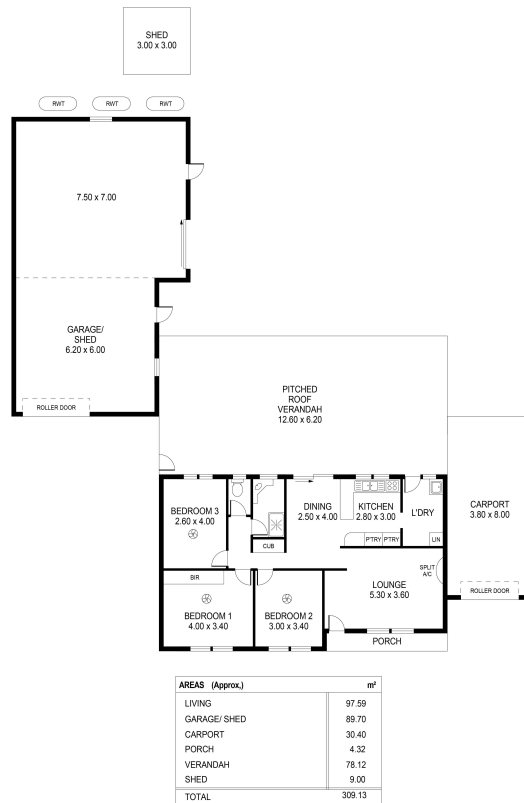 SHED
3.00 x 3.00
RWT
RWT
RWT
7.50 x 7.00
GARAGE/
SHED
6.20 x 6.00
ROLLER DOOR
PITCHED
ROOF
VERANDAH
12.60 x 6.20
BEDROOM 3
2.60 x 4.00
CUB
DINING
2.50 x 4.00
KITCHEN
2.80 x 3.00
P'TRY
P'TRY
L'DRY
LIN
CARPORT
3.80 x 8.00
ROLLER DOOR
BIR
BEDROOM 1
4.00 x 3.40
BEDROOM 2
3.00 x 3.40
LOUNGE
5.30 x 3.60
SPLIT
A/C
PORCH
AREAS (Approx,) m²
LIVING 97.59
GARAGE/ SHED 89.70
CARPORT 30.40
PORCH 4.32
VERANDAH 78.12
SHED 9.00
TOTAL 309.13